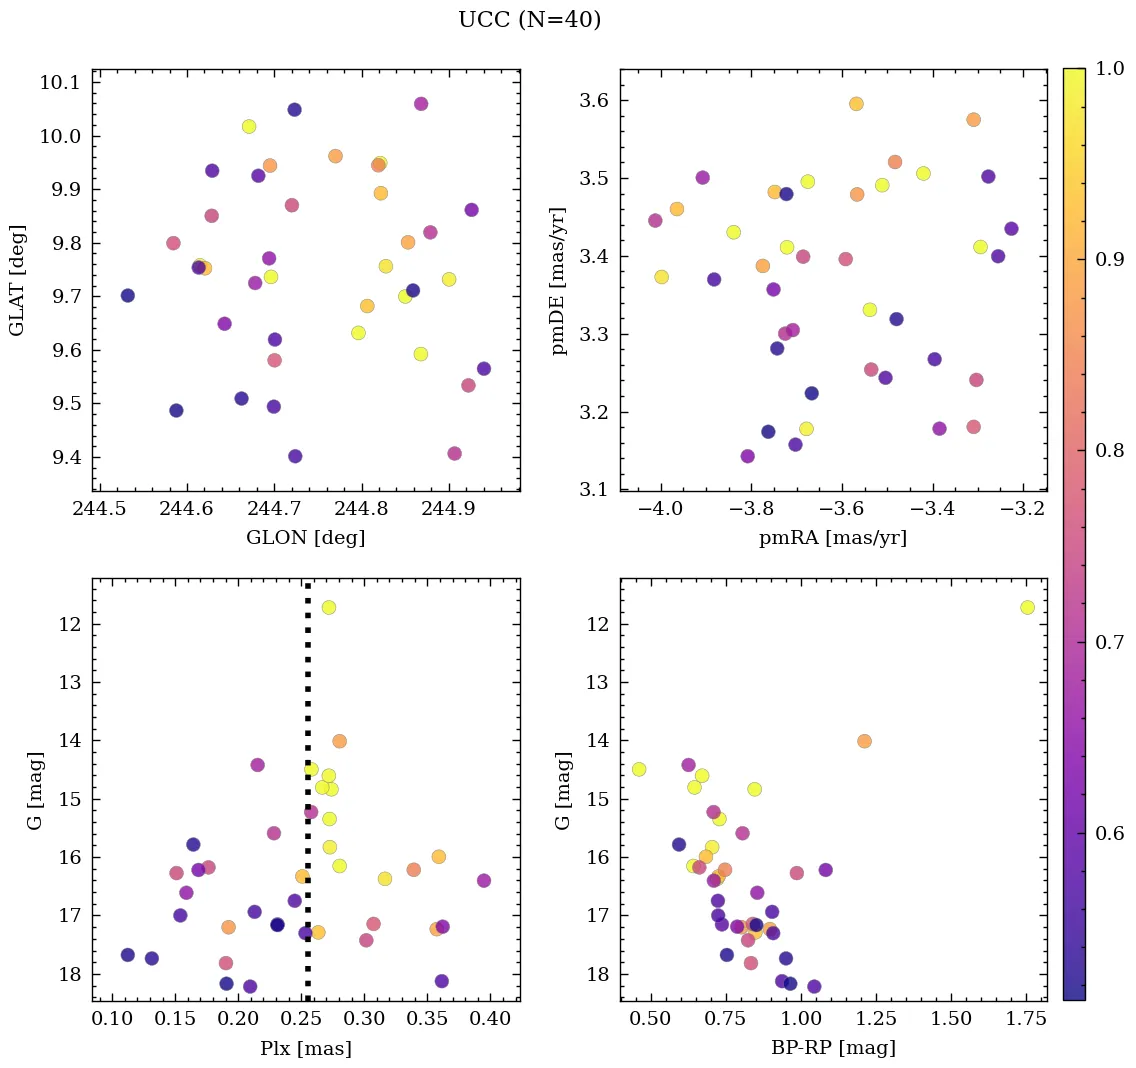 UCC (N=40)
10.1
10.0
9.9
9.8
9.7
9.6
9.5
9.4
GLAT [deg]
244.5 244.6 244.7 244.8 244.9
GLON [deg]
3.6
3.5
3.4
3.3
3.2
3.1
pmDE [mas/yr]
−4.0 −3.8 −3.6 −3.4 −3.2
pmRA [mas/yr]
1.0
0.9
0.8
0.7
0.6
12
13
14
15
16
17
18
G [mag]
0.10 0.15 0.20 0.25 0.30 0.35 0.40
Plx [mas]
12
13
14
15
16
17
18
G [mag]
0.50 0.75 1.00 1.25 1.50 1.75
BP-RP [mag]